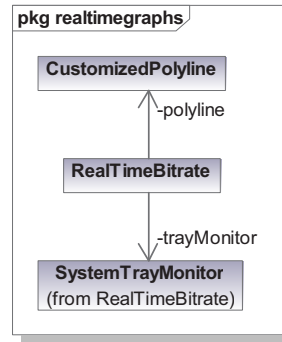 pkg realtimegraphs
CustomizedPolyline
-polyline
RealTimeBitrate
-trayMonitor
SystemTrayMonitor
(from RealTimeBitrate)